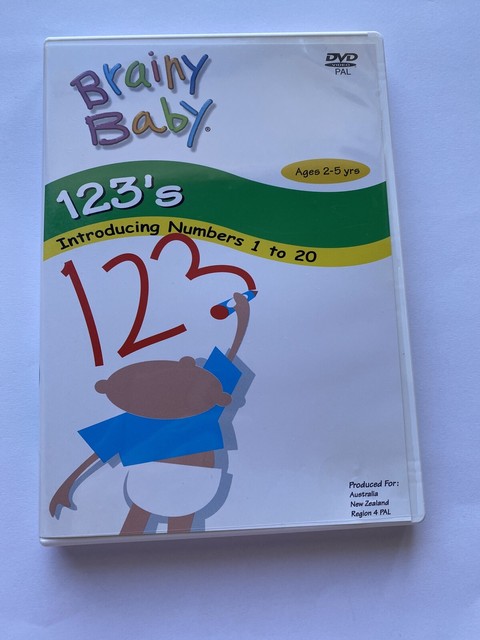 Brainy
Baby
DVD
VIDEO
PAL
Ages 2-5 yrs
123's
Introducing Numbers 1 to 20
123
Produced For:
Australia
New Zealand
Region 4 PAL